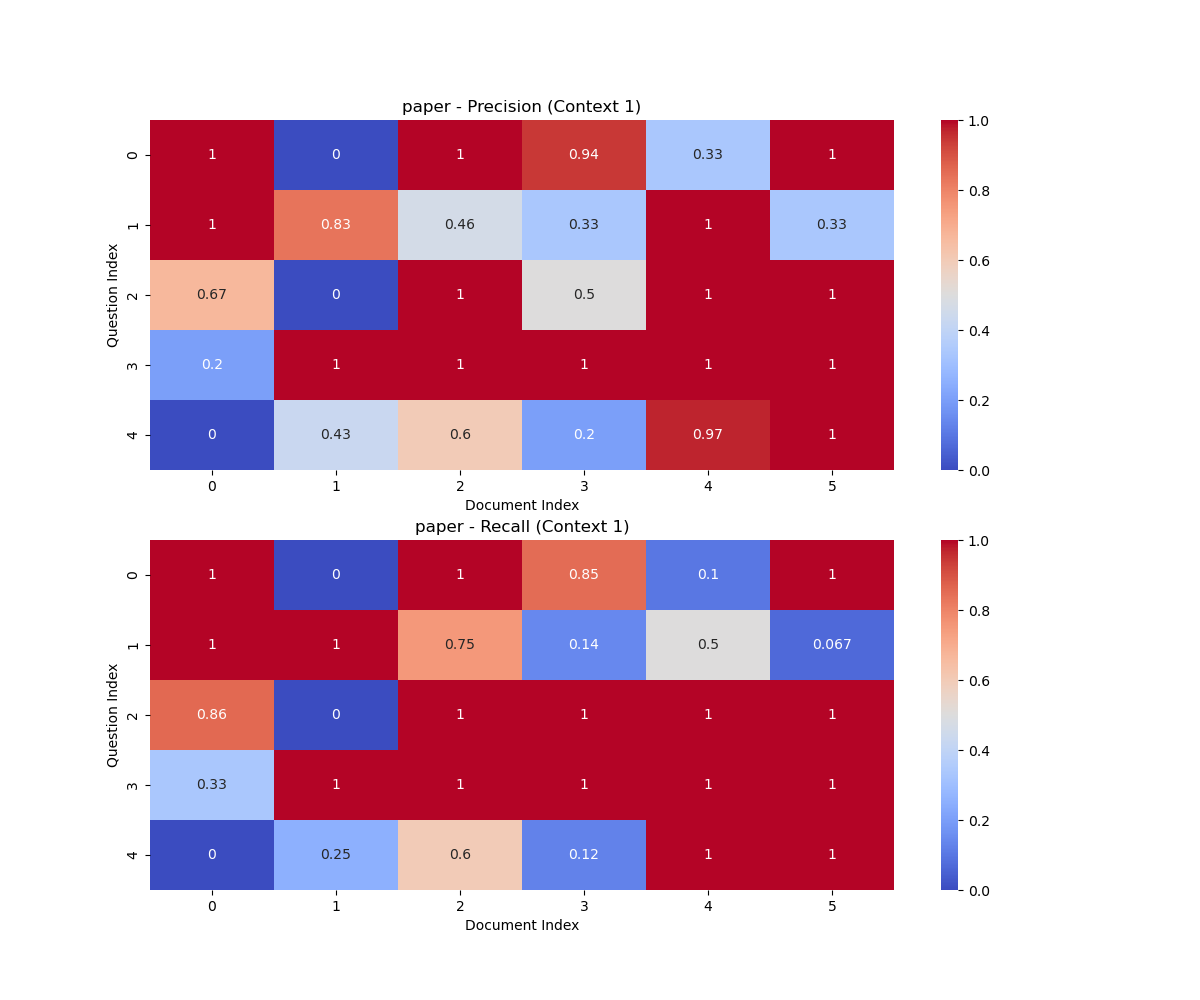 paper - Precision (Context 1)
0 1 0 1 0.94 0.33 1
1 1 0.83 0.46 0.33 1 0.33
2 0.67 0 1 0.5 1 1
3 0.2 1 1 1 1 1
4 0 0.43 0.6 0.2 0.97 1
Question Index
0 1 2 3 4 5
Document Index
1.0
0.8
0.6
0.4
0.2
0.0
paper - Recall (Context 1)
0 1 0 1 0.85 0.1 1
1 1 1 0.75 0.14 0.5 0.067
2 0.86 0 1 1 1 1
3 0.33 1 1 1 1 1
4 0 0.25 0.6 0.12 1 1
Question Index
0 1 2 3 4 5
Document Index
1.0
0.8
0.6
0.4
0.2
0.0